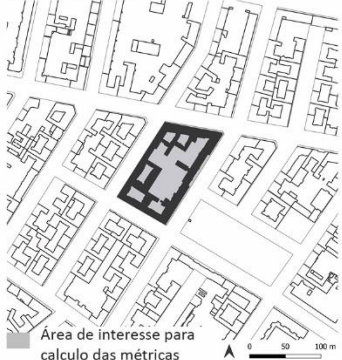 Área de interesse para
calculo das métricas
0 50 100 m